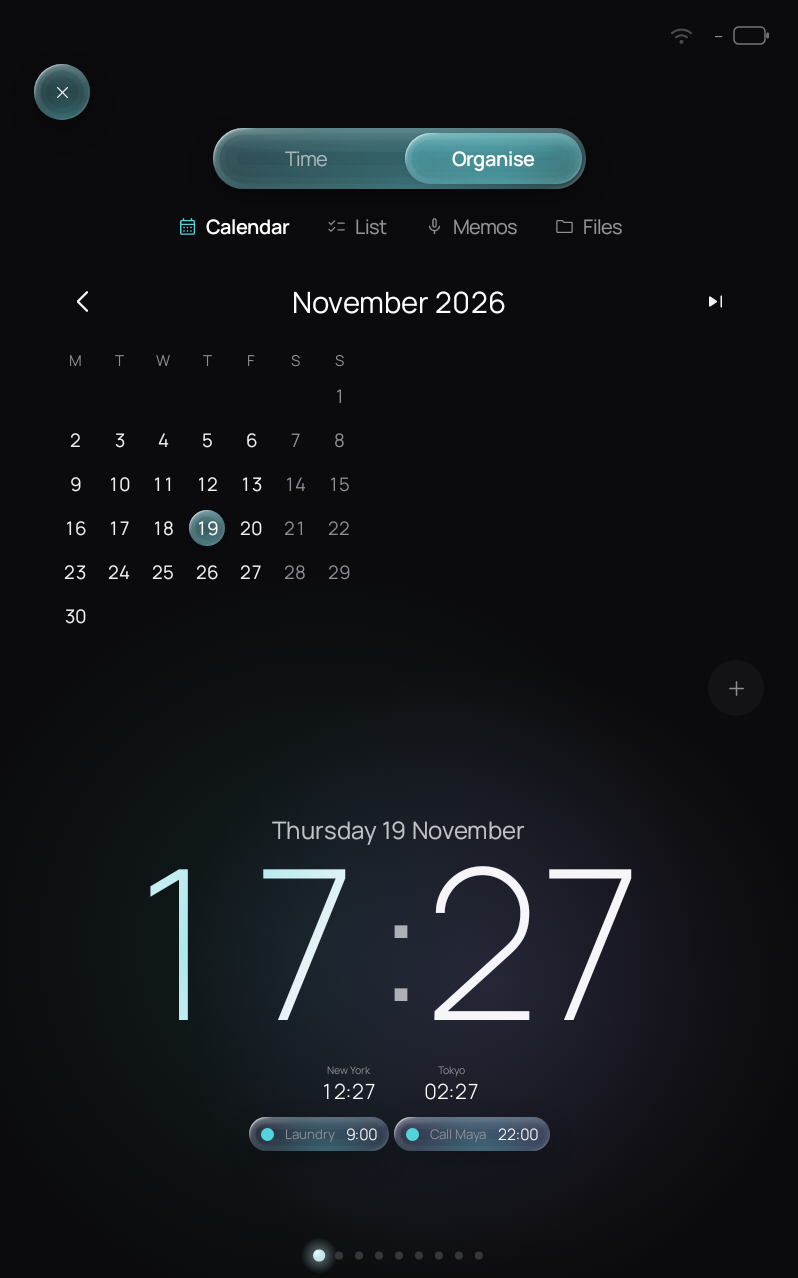 –
Time Organise
Calendar List Memos Files
November 2026
M T W T F S S
1
2 3 4 5 6 7 8
9 10 11 12 13 14 15
16 17 18 19 20 21 22
23 24 25 26 27 28 29
30
Thursday 19 November
17:27
New York Tokyo
12:27 02:27
Laundry 9:00 Call Maya 22:00